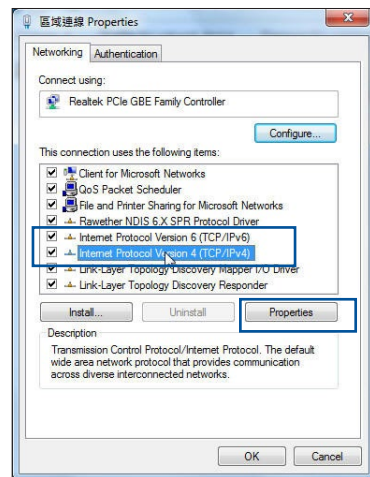 區域連線 Properties
Networking
Authentication
Connect using:
Realtek PCIe GBE Family Controller
Configure...
This connection uses the following items:
Client for Microsoft Networks
QoS Packet Scheduler
File and Printer Sharing for Microsoft Networks
Rawether NDIS 6.X SPR Protocol Driver
Internet Protocol Version 6 (TCP/IPv6)
Internet Protocol Version 4 (TCP/IPv4)
Link-Layer Topology Discovery Mapper I/O Driver
Link-Layer Topology Discovery Responder
Install...
Uninstall
Properties
Description
Transmission Control Protocol/Internet Protocol. The default
wide area network protocol that provides communication
across diverse interconnected networks.
OK
Cancel